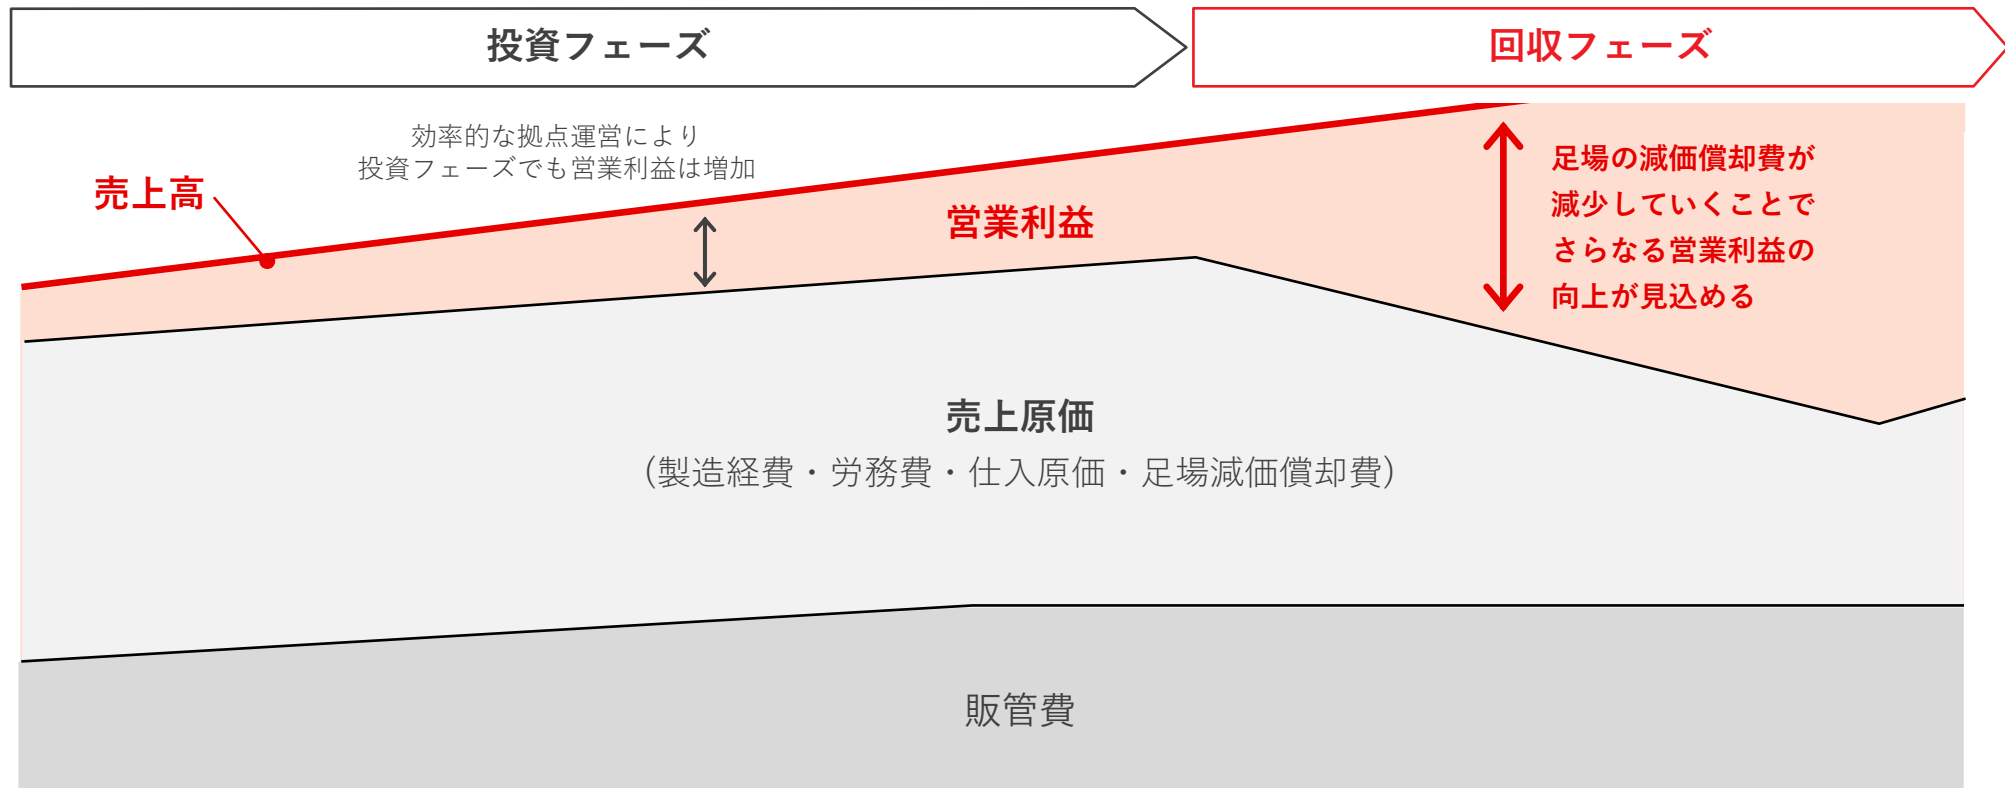 投資フェーズ
回収フェーズ
効率的な拠点運営により
投資フェーズでも営業利益は増加
売上高
営業利益
足場の減価償却費が
減少していくことで
さらなる営業利益の
向上が見込める
売上原価
(製造経費・労務費・仕入原価・足場減価償却費)
販管費